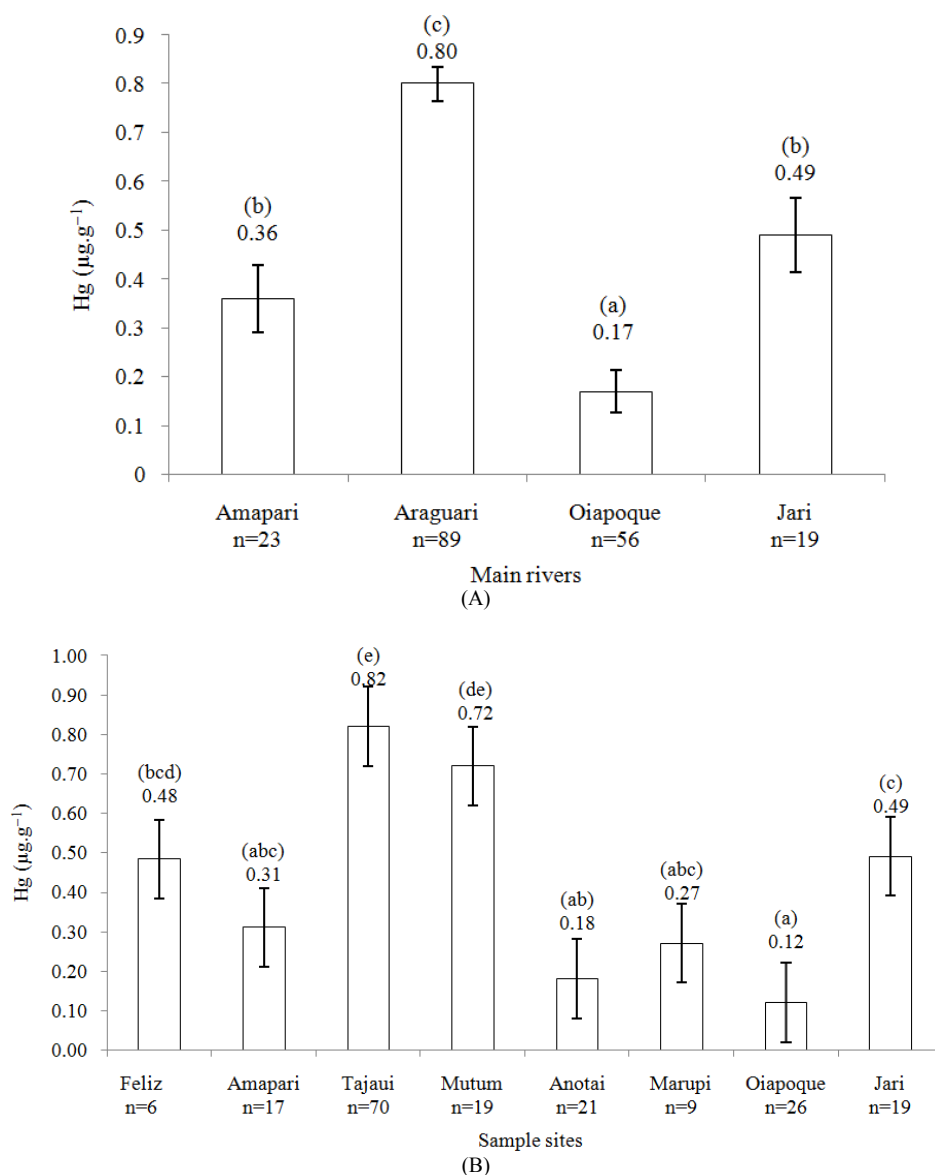 (c)
0.9
0.80
0.8
0.7
(b)
0.6
0.49
(b)
0.5
0.36
Hg (µg.g⁻¹)
0.4
(a)
0.3
0.17
0.2
0.1
0
Amapari Araguari Oiapoque Jari
n=23 n=89 n=56 n=19
Main rivers
(A)
1.00
(e)
0.90
0.82
(de)
0.80
0.72
0.70
(bcd)
(c)
0.60
0.48
0.49
Hg (µg.g⁻¹)
0.50
(abc)
0.31
(abc)
0.40
0.27
(ab)
0.18
(a)
0.30
0.12
0.20
0.10
0.00
Feliz Amapari Tajaui Mutum Anotai Marupi Oiapoque Jari
n=6 n=17 n=70 n=19 n=21 n=9 n=26 n=19
Sample sites
(B)